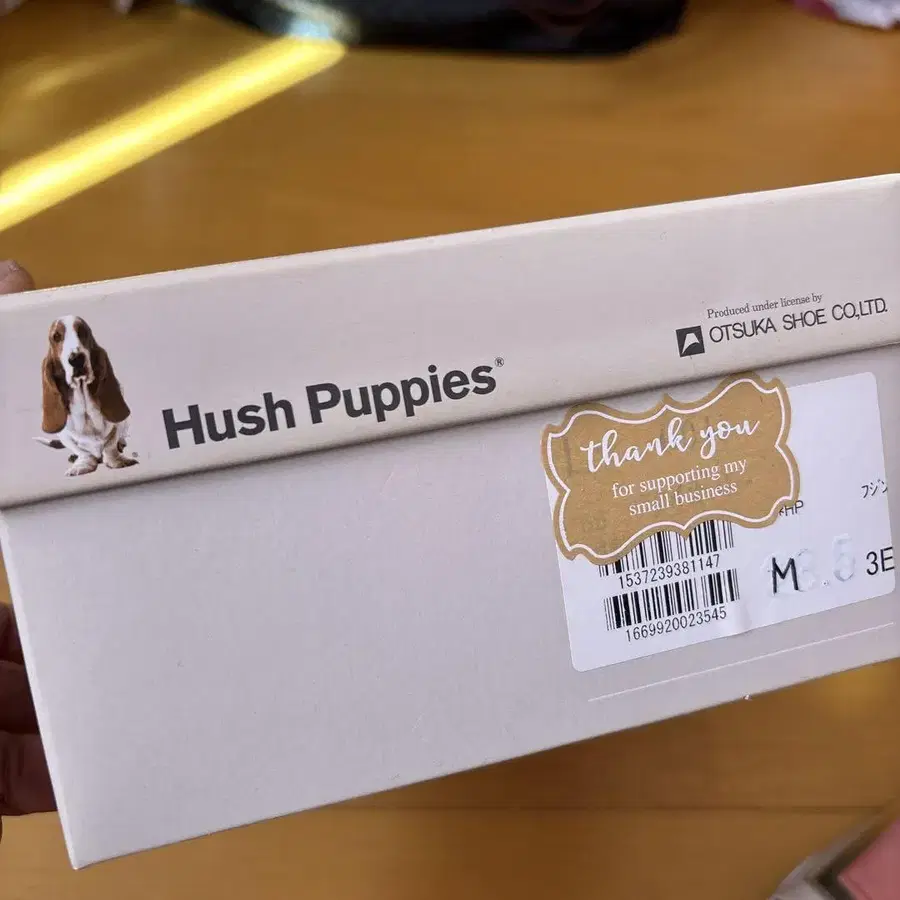 Hush Puppies®
Produced under license by
OTSUKA SHOE CO.,LTD.
thank you
for supporting my
small business
HP
フジン
1537239381147
M
3E
1669920023545